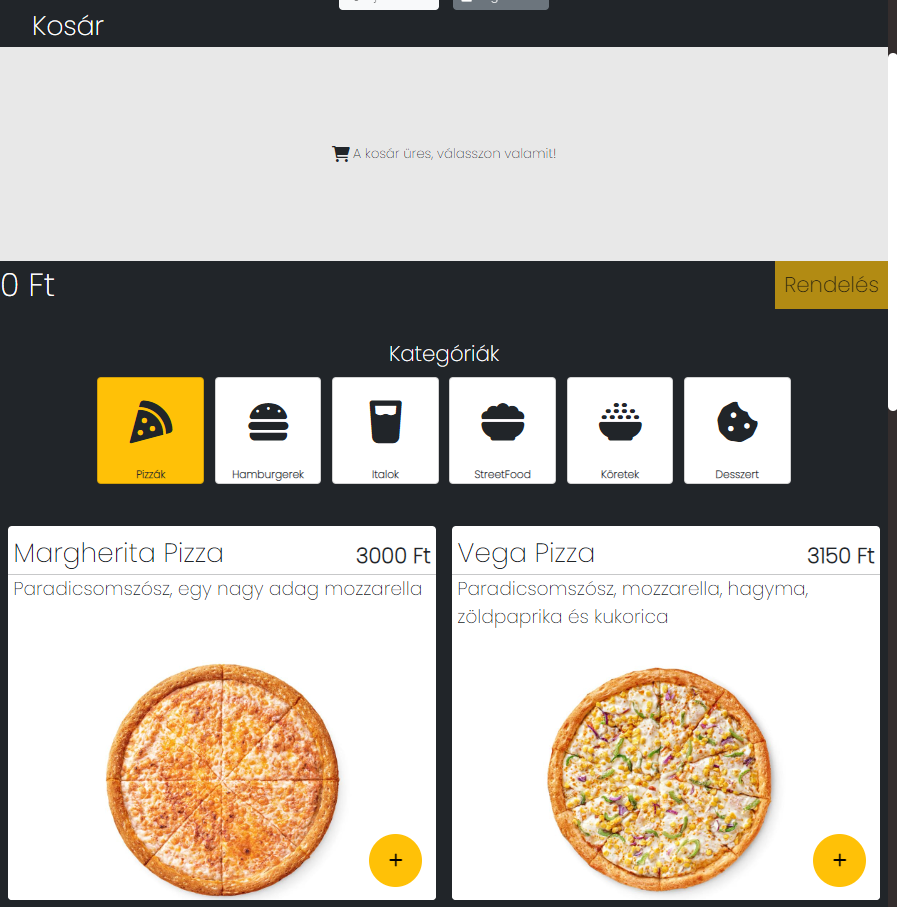 Kosár
A kosár üres, válasszon valamit!
0 Ft
Rendelés
Kategóriák
Pizzák
Hamburgerek
Italok
StreetFood
Köretek
Desszert
Margherita Pizza
3000 Ft
Paradicsomszósz, egy nagy adag mozzarella
Vega Pizza
3150 Ft
Paradicsomszósz, mozzarella, hagyma,
zöldpaprika és kukorica
+
+